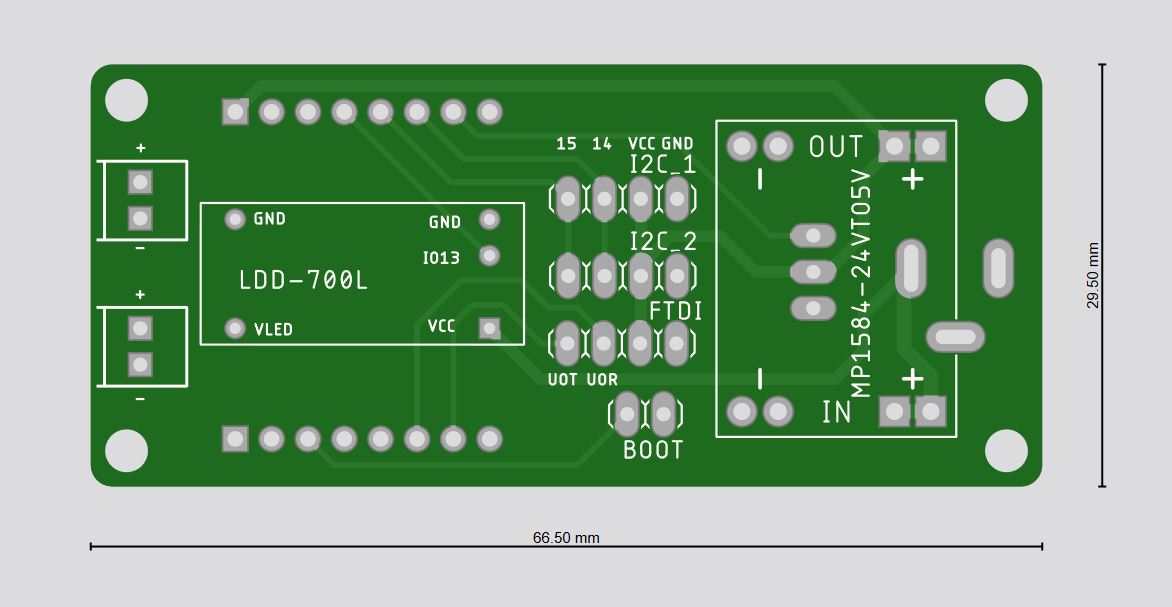 15 14 VCC GND
I2C_1
OUT
+
+
−
−
GND
GND
I2C_2
IO13
LDD-700L
MP1584-24VTO5V
+
FTDI
VLED
VCC
UOT UOR
−
+
−
IN
BOOT
29.50 mm
66.50 mm